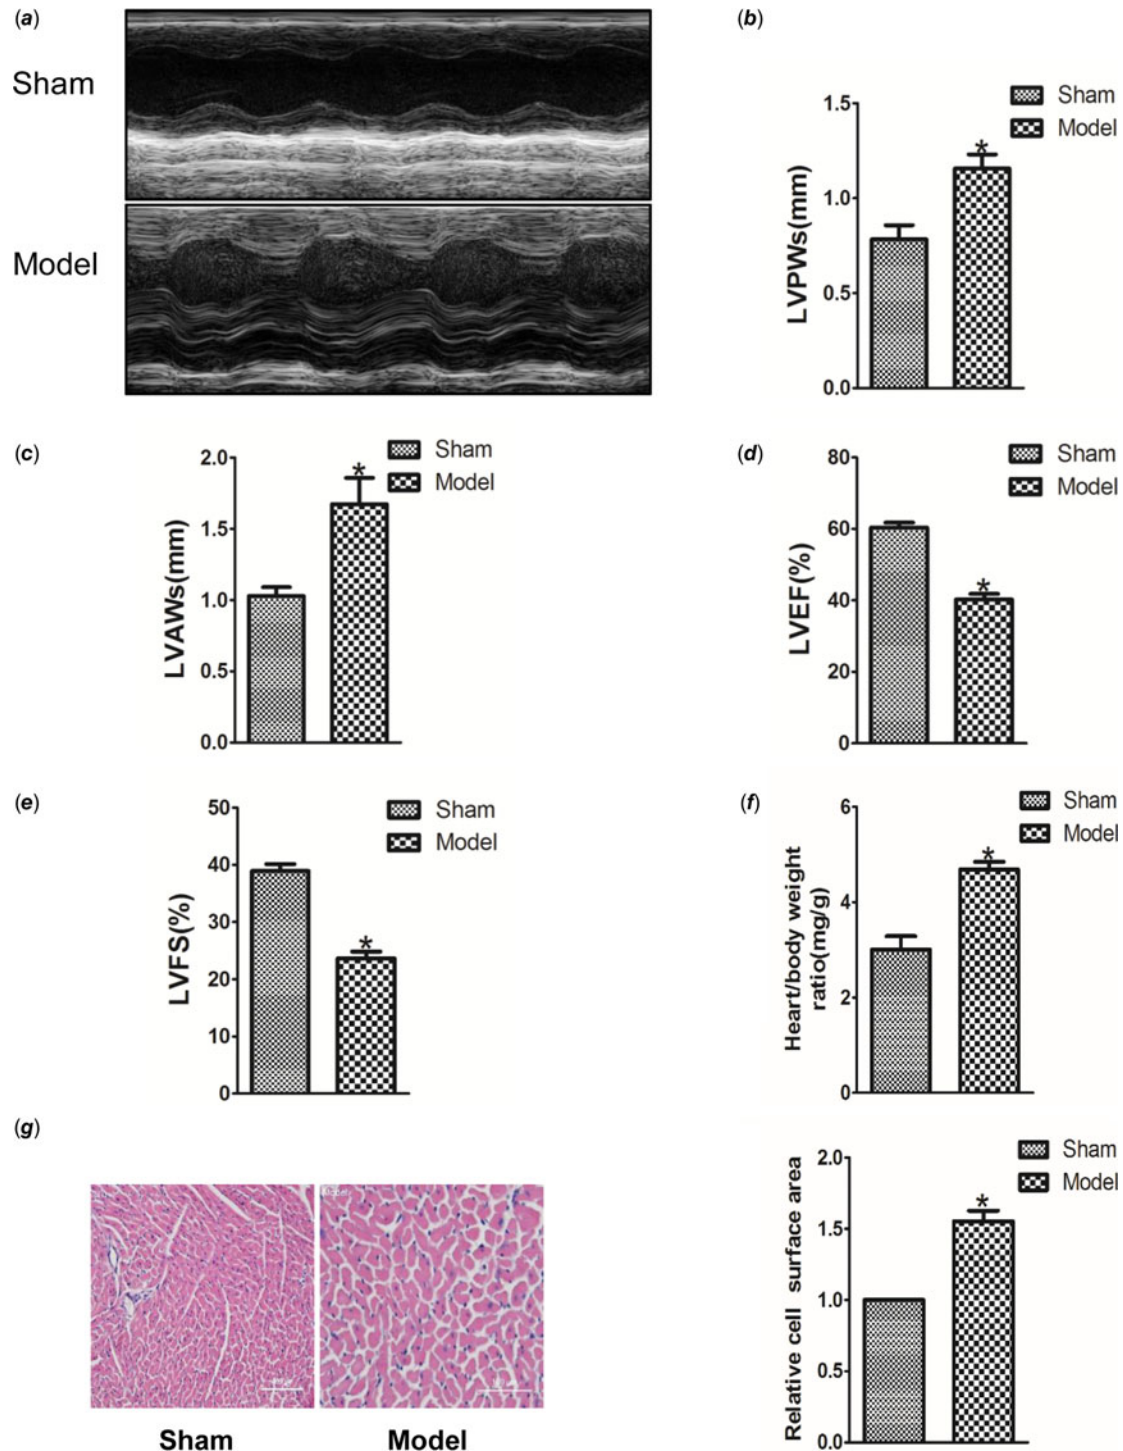 (a)
Sham
Model
(b)
Sham
Model
LVPWs(mm)
1.5
1.0
0.5
0.0
*
(c)
Sham
Model
LVAWs(mm)
2.0
1.5
1.0
0.5
0.0
*
(d)
Sham
Model
LVEF(%)
80
60
40
20
0
*
(e)
Sham
Model
LVFS(%)
50
40
30
20
10
0
*
(f)
Sham
Model
Heart/body weight
ratio(mg/g)
6
4
2
0
*
(g)
Model
Sham
Model
Sham
Model
Relative cell surface area
2.0
1.5
1.0
0.5
0.0
*